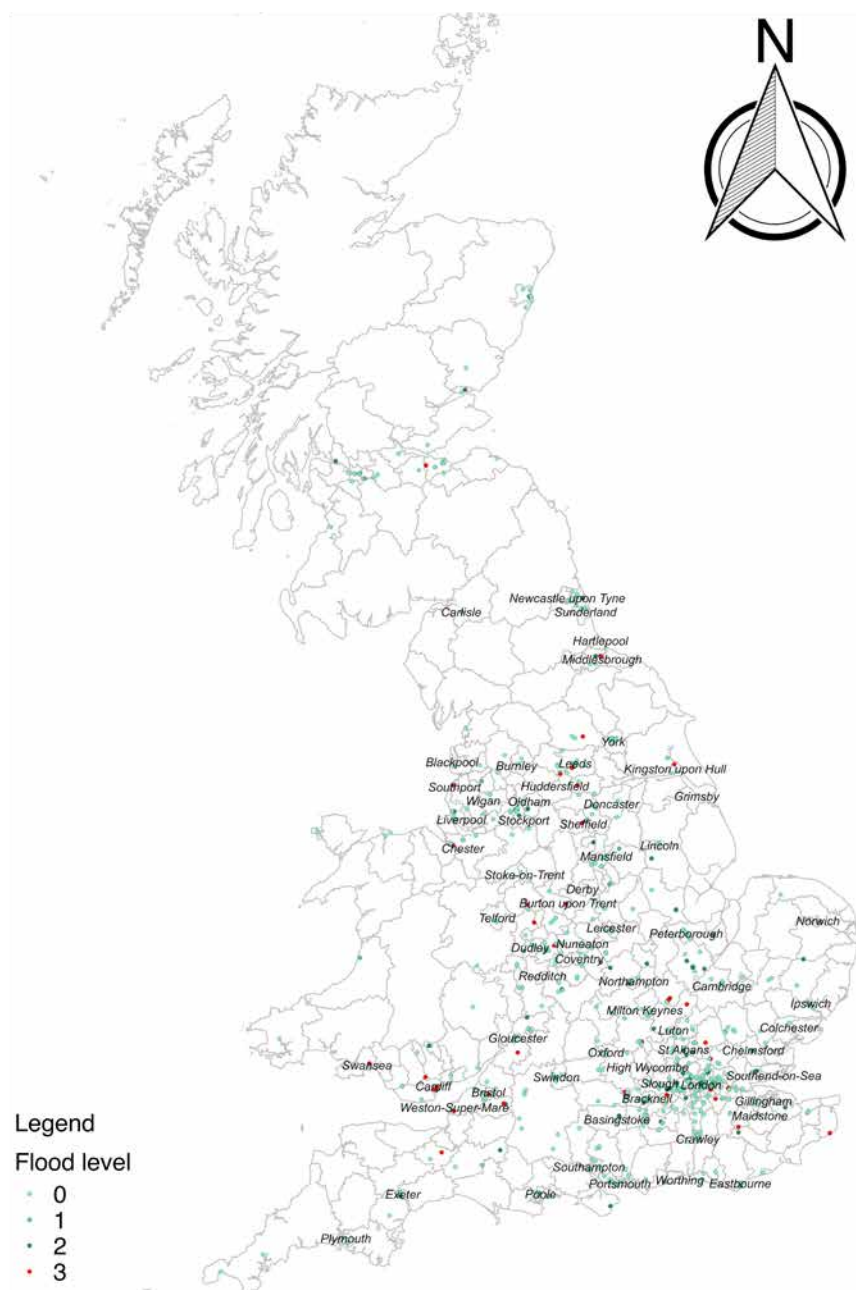 N
Newcastle upon Tyne
Carlisle
Sunderland
Hartlepool
Middlesbrough
York
Blackpool
Burnley
Leeds
Kingston upon Hull
Southport
Huddersfield
Grimsby
Wigan
Oldham
Doncaster
Liverpool
Stockport
Sheffield
Chester
Mansfield
Lincoln
Stoke-on-Trent
Derby
Burton upon Trent
Telford
Leicester
Peterborough
Norwich
Dudley
Nuneaton
Coventry
Redditch
Northampton
Cambridge
Milton Keynes
Ipswich
Gloucester
Luton
Colchester
Oxford
St Albans
Chelmsford
Swansea
High Wycombe
Cardiff
Bristol
Swindon
Slough
London
Southend-on-Sea
Weston-Super-Mare
Bracknell
Gillingham
Basingstoke
Maidstone
Crawley
Southampton
Exeter
Poole
Portsmouth
Worthing
Eastbourne
Plymouth
Legend
Flood level
0
1
2
3